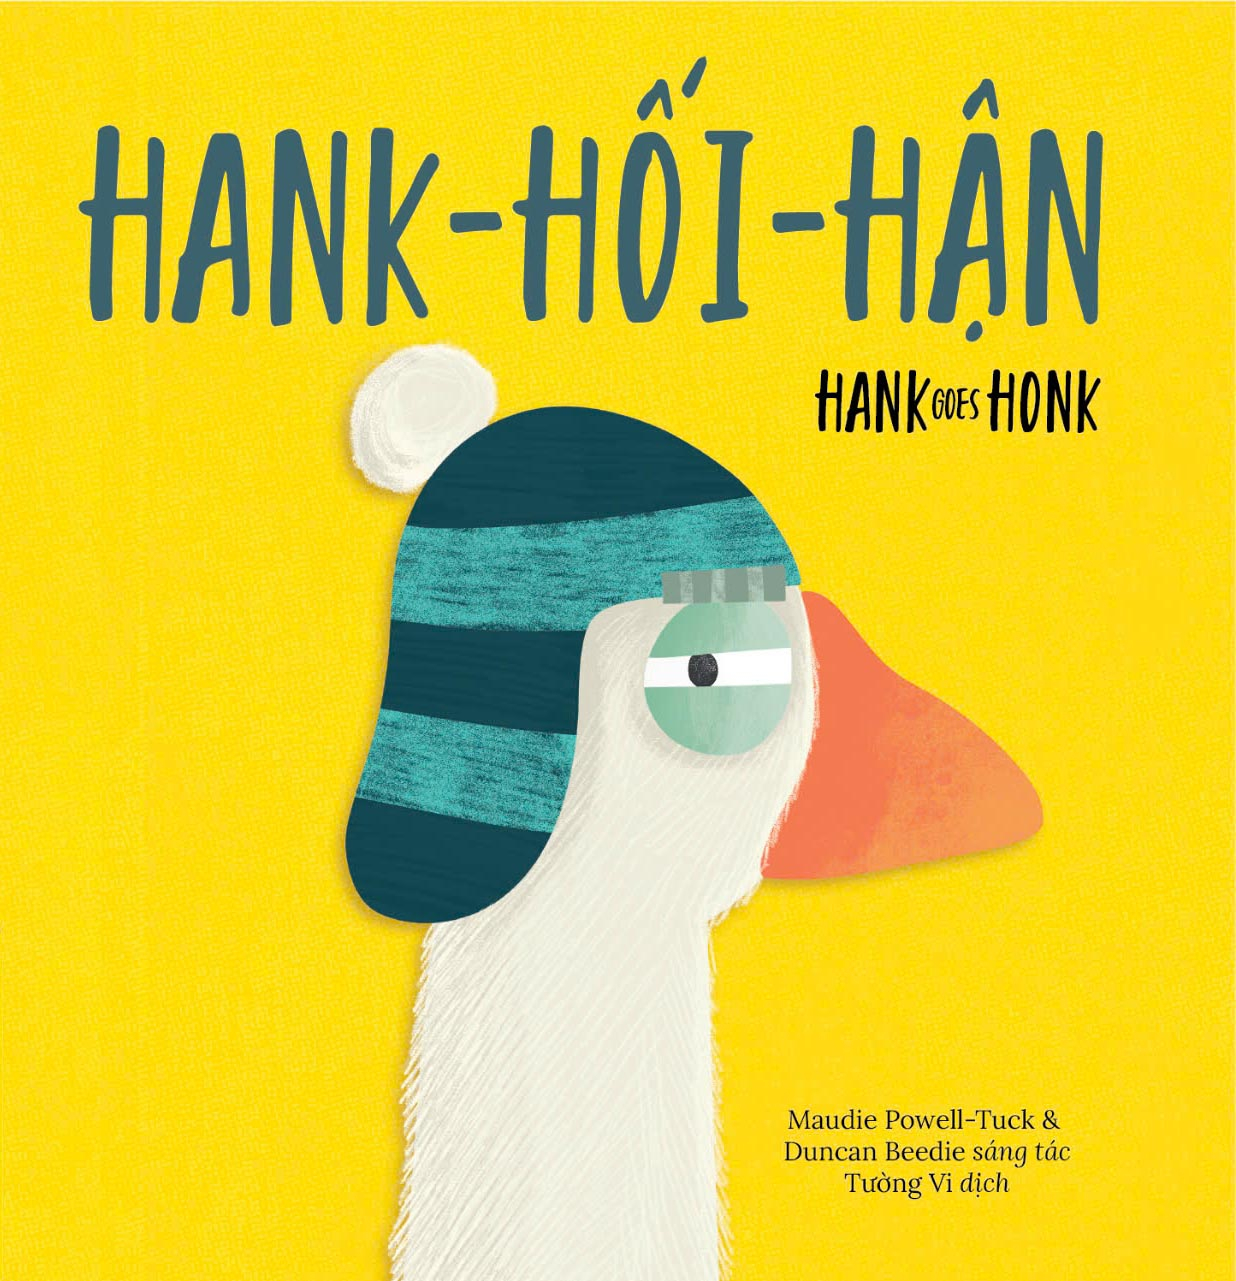 HANK-HỐI-HẬN
HANK GOES HONK
Maudie Powell-Tuck &
Duncan Beedie sáng tác
Tường Vi dịch